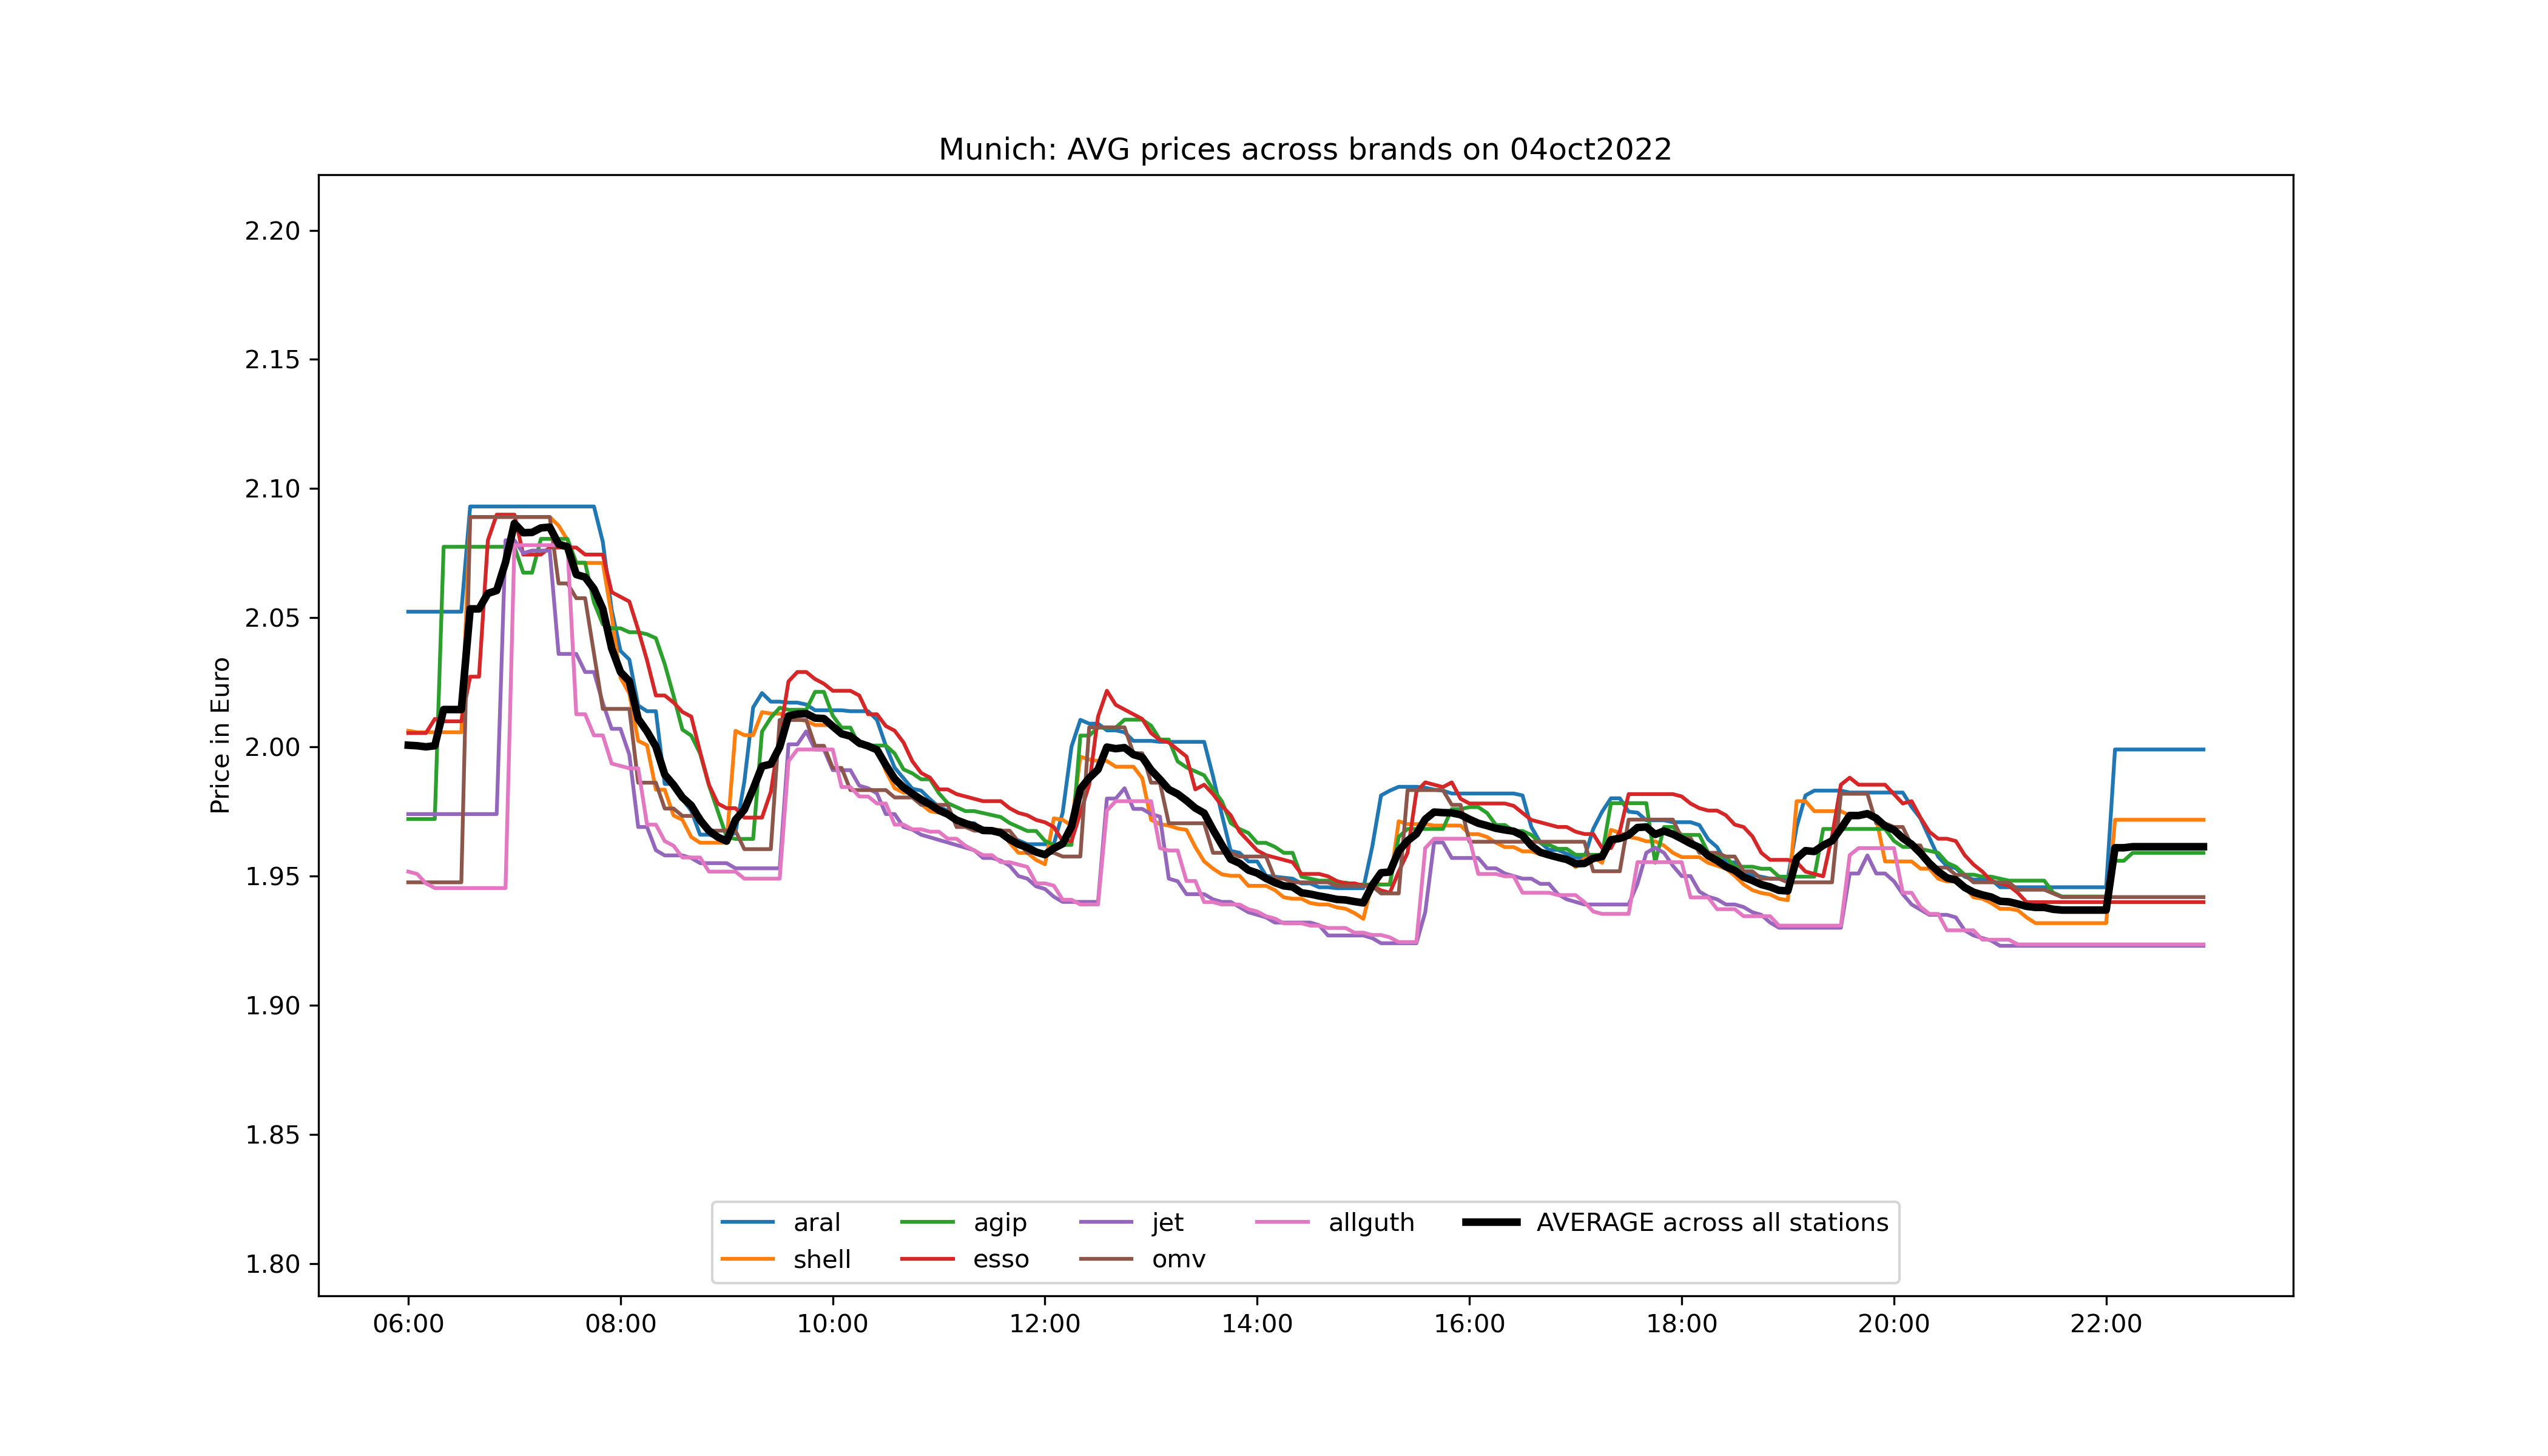 Munich: AVG prices across brands on 04oct2022
Price in Euro
2.20
2.15
2.10
2.05
2.00
1.95
1.90
1.85
1.80
06:00 08:00 10:00 12:00 14:00 16:00 18:00 20:00 22:00
aral agip jet allguth AVERAGE across all stations
shell esso omv